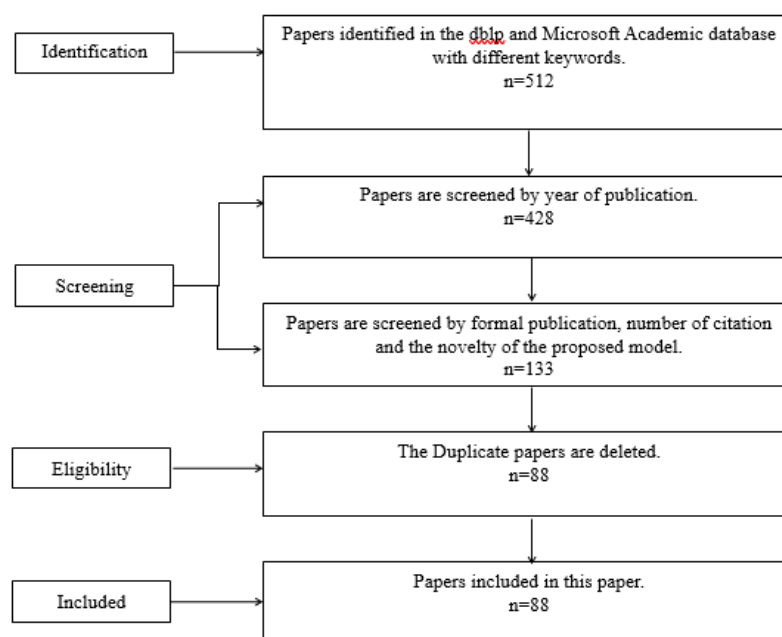 Identification
Papers identified in the dblp and Microsoft Academic database
with different keywords.
n=512
Papers are screened by year of publication.
n=428
Screening
Papers are screened by formal publication, number of citation
and the novelty of the proposed model.
n=133
Eligibility
The Duplicate papers are deleted.
n=88
Included
Papers included in this paper.
n=88